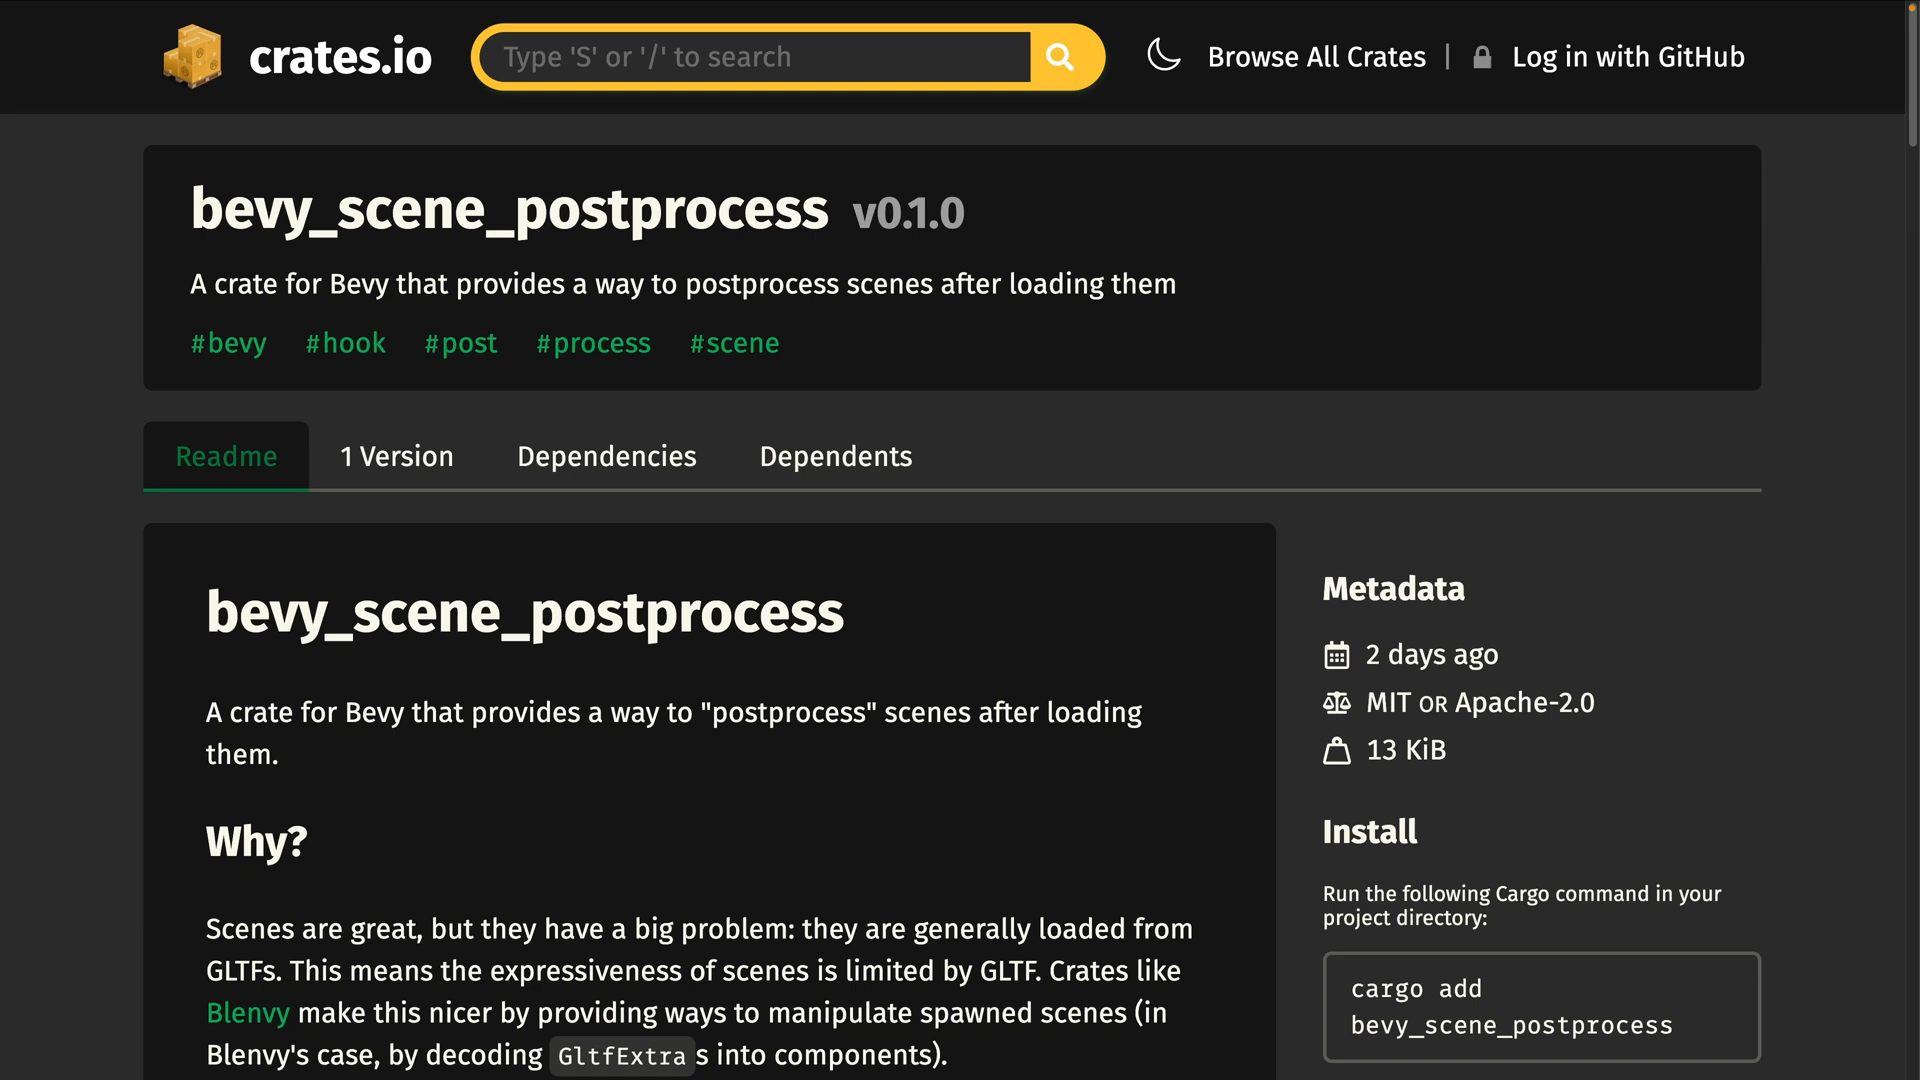 crates.io
Type 'S' or '/' to search
Browse All Crates | Log in with GitHub
bevy_scene_postprocess v0.1.0
A crate for Bevy that provides a way to postprocess scenes after loading them
#bevy #hook #post #process #scene
Readme 1 Version Dependencies Dependents
bevy_scene_postprocess
A crate for Bevy that provides a way to "postprocess" scenes after loading
them.
Why?
Scenes are great, but they have a big problem: they are generally loaded from
GLTFs. This means the expressiveness of scenes is limited by GLTF. Crates like
Blenvy make this nicer by providing ways to manipulate spawned scenes (in
Blenvy's case, by decoding GltfExtras into components).
Metadata
2 days ago
MIT OR Apache-2.0
13 KiB
Install
Run the following Cargo command in your
project directory:
cargo add
bevy_scene_postprocess